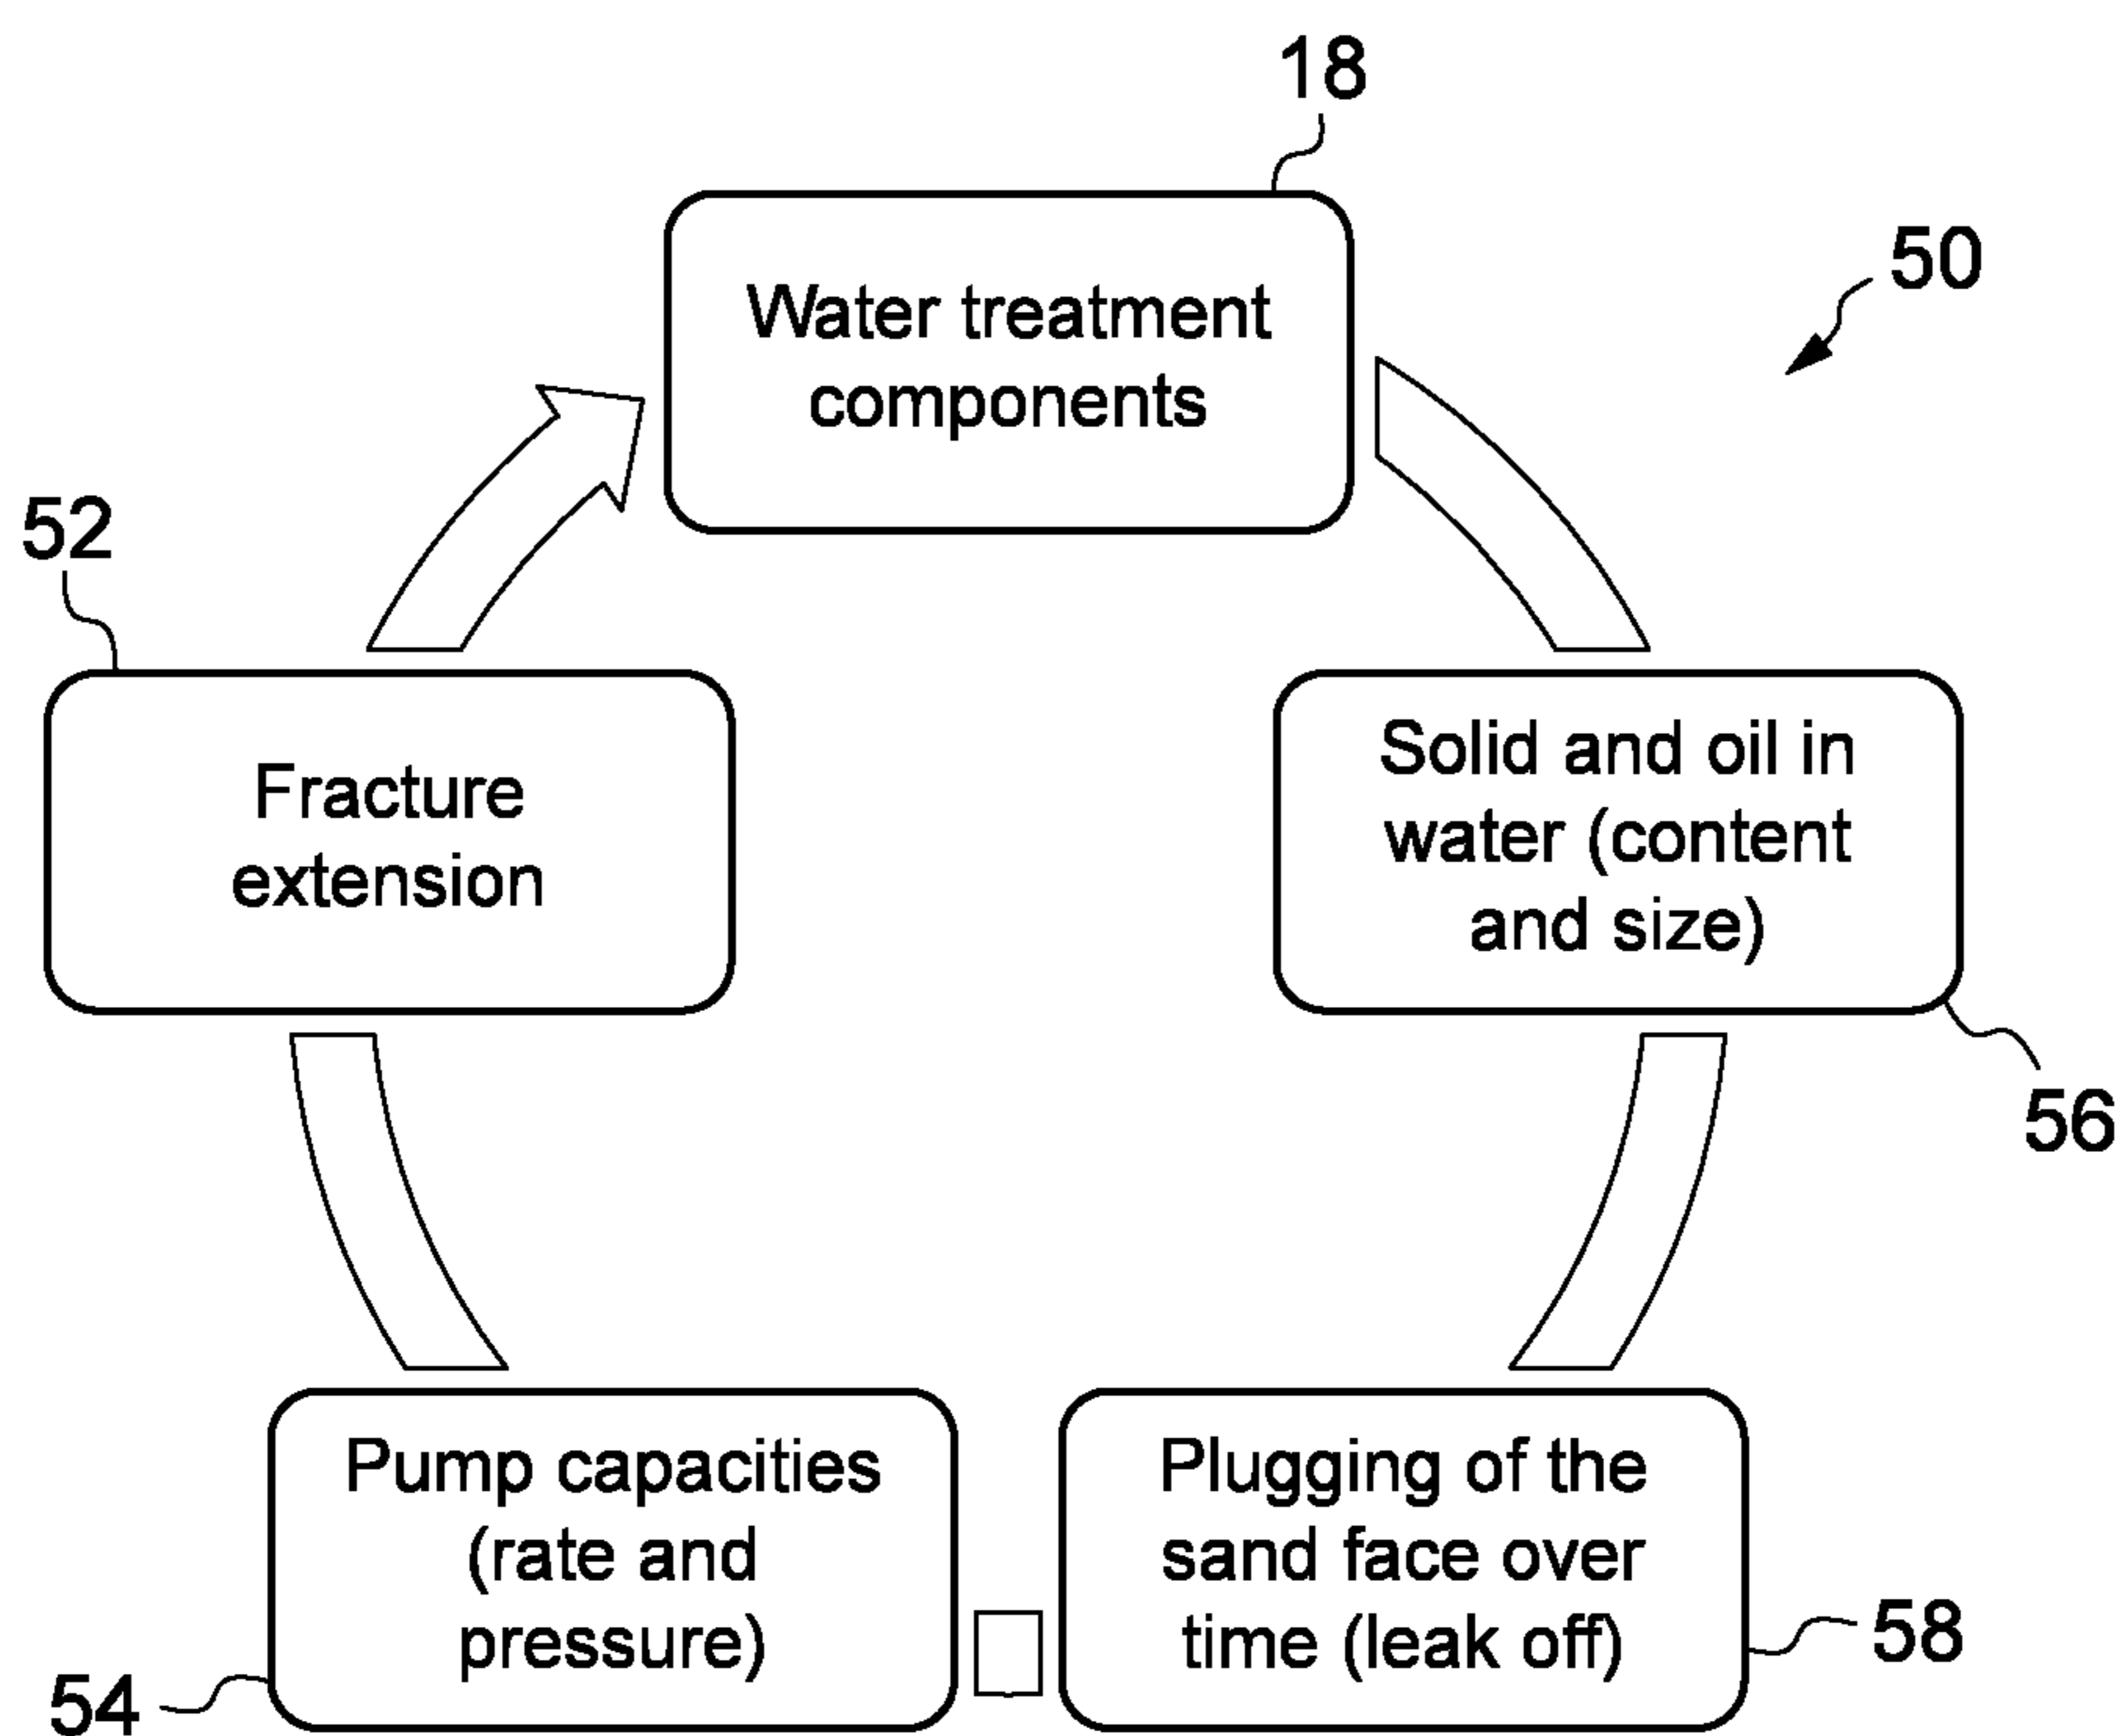 18
Water treatment
components
50
52
Fracture
extension
Solid and oil in
water (content
and size)
56
Pump capacities
(rate and
pressure)
54
Plugging of the
sand face over
time (leak off)
58